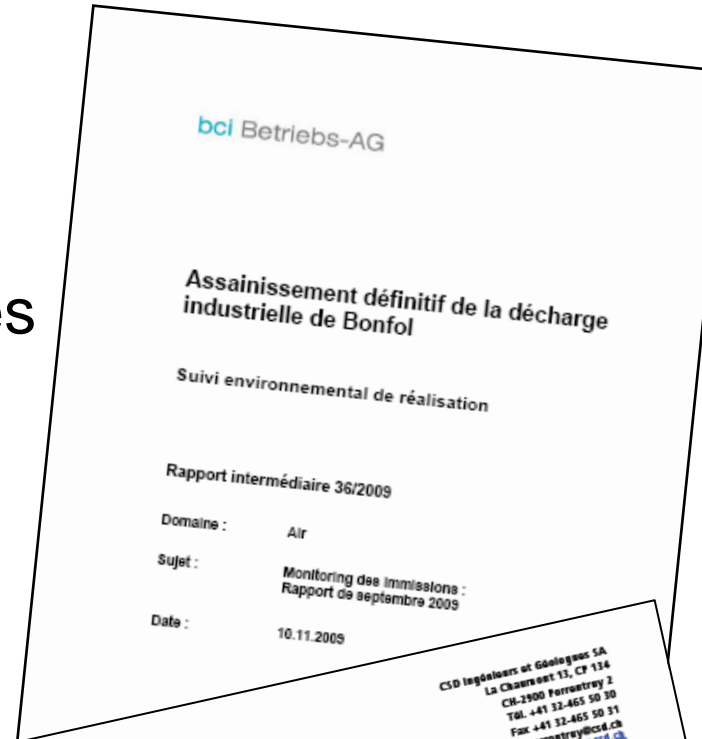 bci Betriebs-AG
Assainissement définitif de la décharge
industrielle de Bonfol
Suivi environnemental de réalisation
Rapport intermédiaire 36/2009
Domaine : Air
Sujet : Monitoring des immissions :
Rapport de septembre 2009
Date : 10.11.2009
CSD Ingénieurs et Géologues SA
La Chaumont 13, CP 134
CH-2900 Porrentruy 2
Tél. +41 32-465 50 30
Fax +41 32-465 50 31